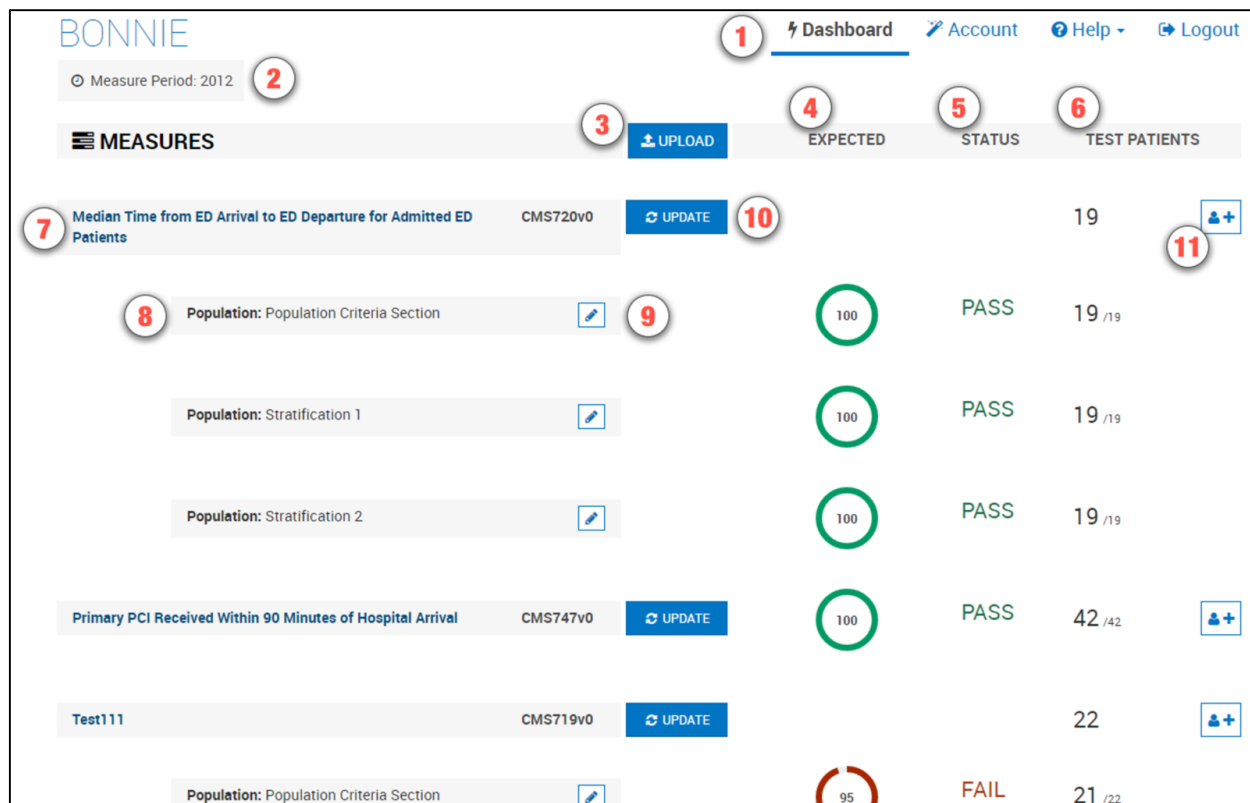 BONNIE
1 Dashboard Account Help Logout
Measure Period: 2012 2
MEASURES 3 UPLOAD 4 EXPECTED 5 STATUS 6 TEST PATIENTS
7 Median Time from ED Arrival to ED Departure for Admitted ED CMS720v0 UPDATE 10 19
Patients 11
8 Population: Population Criteria Section 9 100 PASS 19 /19
Population: Stratification 1 100 PASS 19 /19
Population: Stratification 2 100 PASS 19 /19
Primary PCI Received Within 90 Minutes of Hospital Arrival CMS747v0 UPDATE 100 PASS 42 /42
Test111 CMS719v0 UPDATE 22
Population: Population Criteria Section 95 FAIL 21 /22